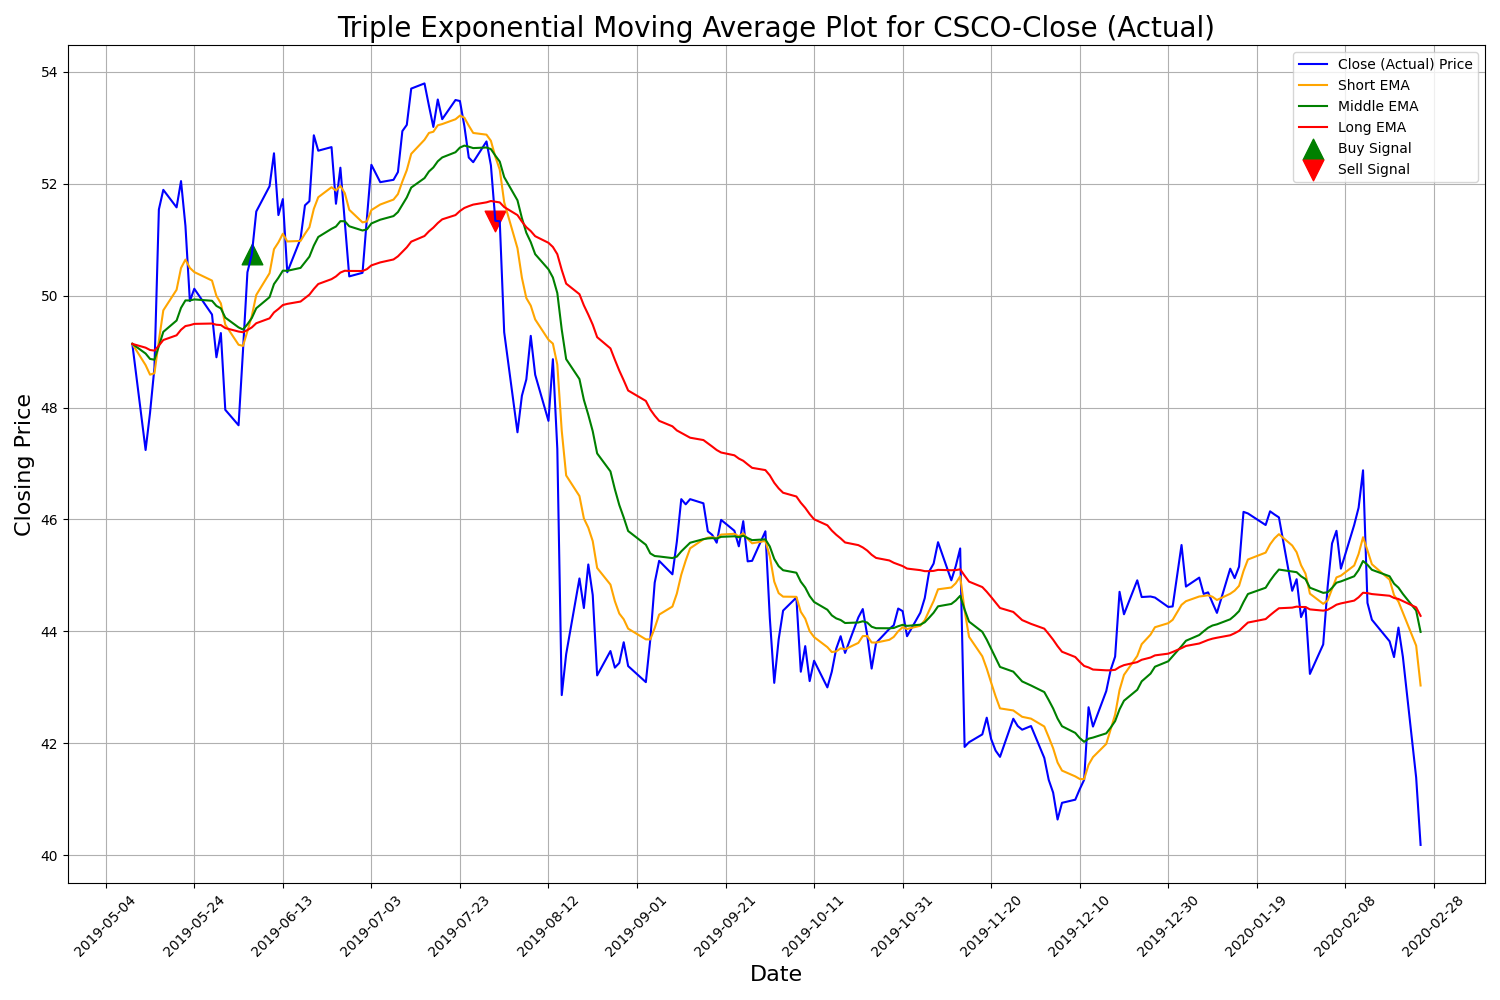 Triple Exponential Moving Average Plot for CSCO-Close (Actual)
Close (Actual) Price
Short EMA
Middle EMA
Long EMA
Buy Signal
Sell Signal
Closing Price
54
52
50
48
46
44
42
40
2019-05-04
2019-05-24
2019-06-13
2019-07-03
2019-07-23
2019-08-12
2019-09-01
2019-09-21
2019-10-11
2019-10-31
2019-11-20
2019-12-10
2019-12-30
2020-01-19
2020-02-08
2020-02-28
Date